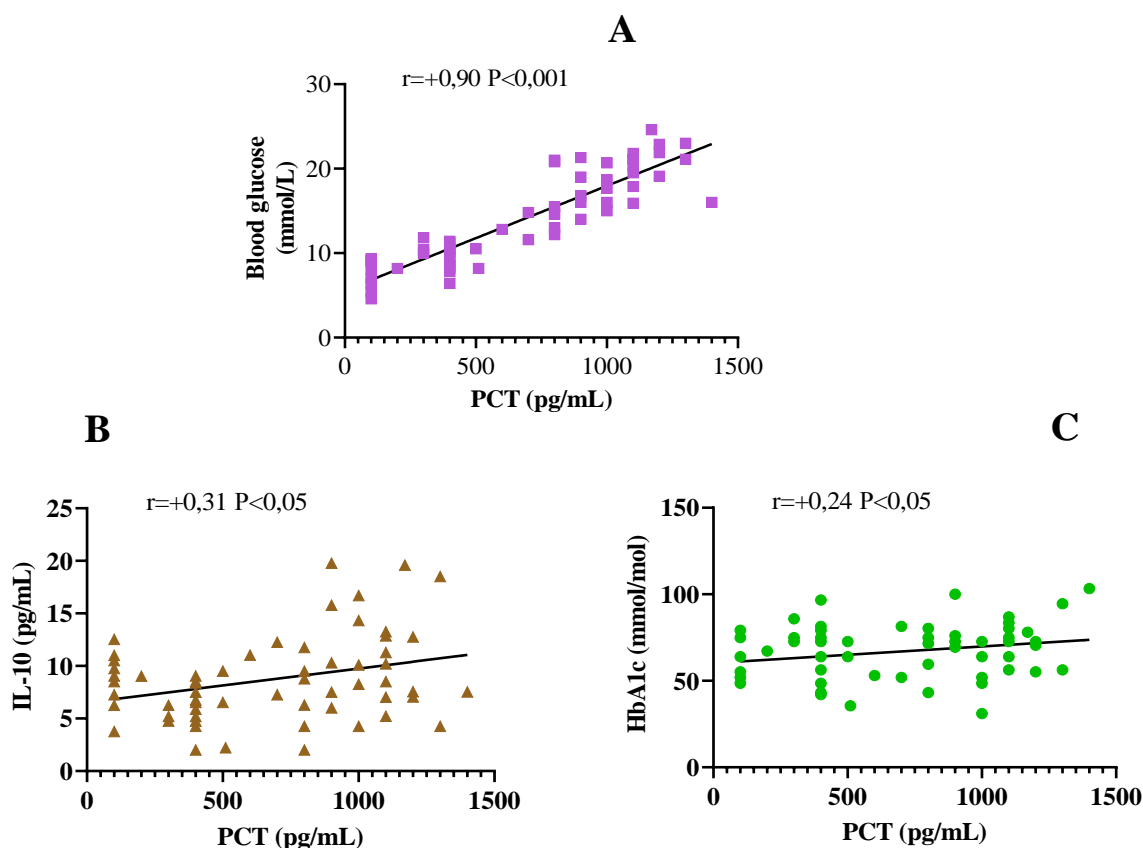 A
r=+0,90 P<0,001
30
20
10
0
Blood glucose
(mmol/L)
0 500 1000 1500
PCT (pg/mL)
B
r=+0,31 P<0,05
25
20
15
10
5
0
IL-10 (pg/mL)
0 500 1000 1500
PCT (pg/mL)
C
r=+0,24 P<0,05
150
100
50
0
HbA1c (mmol/mol)
0 500 1000 1500
PCT (pg/mL)